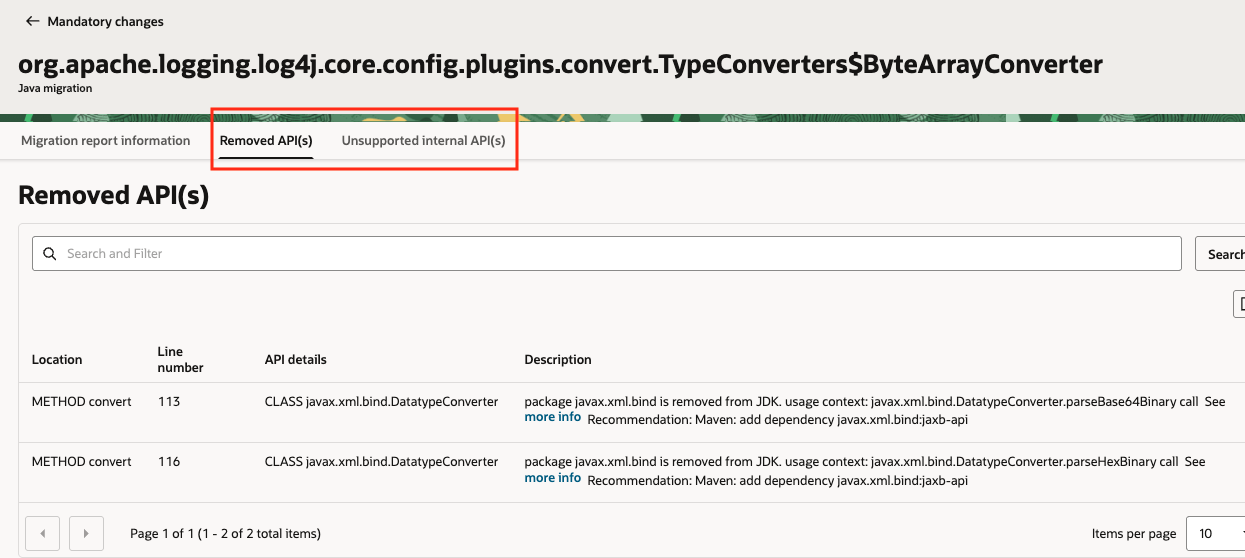 Mandatory changes
org.apache.logging.log4j.core.config.plugins.convert.TypeConverters$ByteArrayConverter
Java migration
Migration report information Removed API(s) Unsupported internal API(s)
Removed API(s)
Search and Filter
Search
Location Line number API details Description
METHOD convert 113 CLASS javax.xml.bind.DatatypeConverter package javax.xml.bind is removed from JDK. usage context: javax.xml.bind.DatatypeConverter.parseBase64Binary call See
more info Recommendation: Maven: add dependency javax.xml.bind:jaxb-api
METHOD convert 116 CLASS javax.xml.bind.DatatypeConverter package javax.xml.bind is removed from JDK. usage context: javax.xml.bind.DatatypeConverter.parseHexBinary call See
more info Recommendation: Maven: add dependency javax.xml.bind:jaxb-api
Page 1 of 1 (1 - 2 of 2 total items) Items per page 10